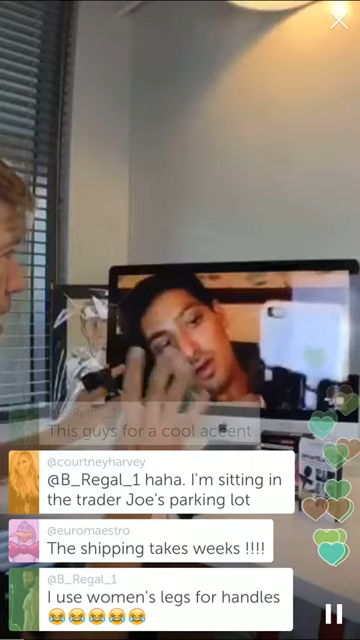 @B_Regal_1
This guys for a cool accent
@courtneyharvey
@B_Regal_1 haha. I'm sitting in
the trader Joe's parking lot
@euromaestro
The shipping takes weeks !!!!
@B_Regal_1
I use women's legs for handles
😂😂😂😂😂